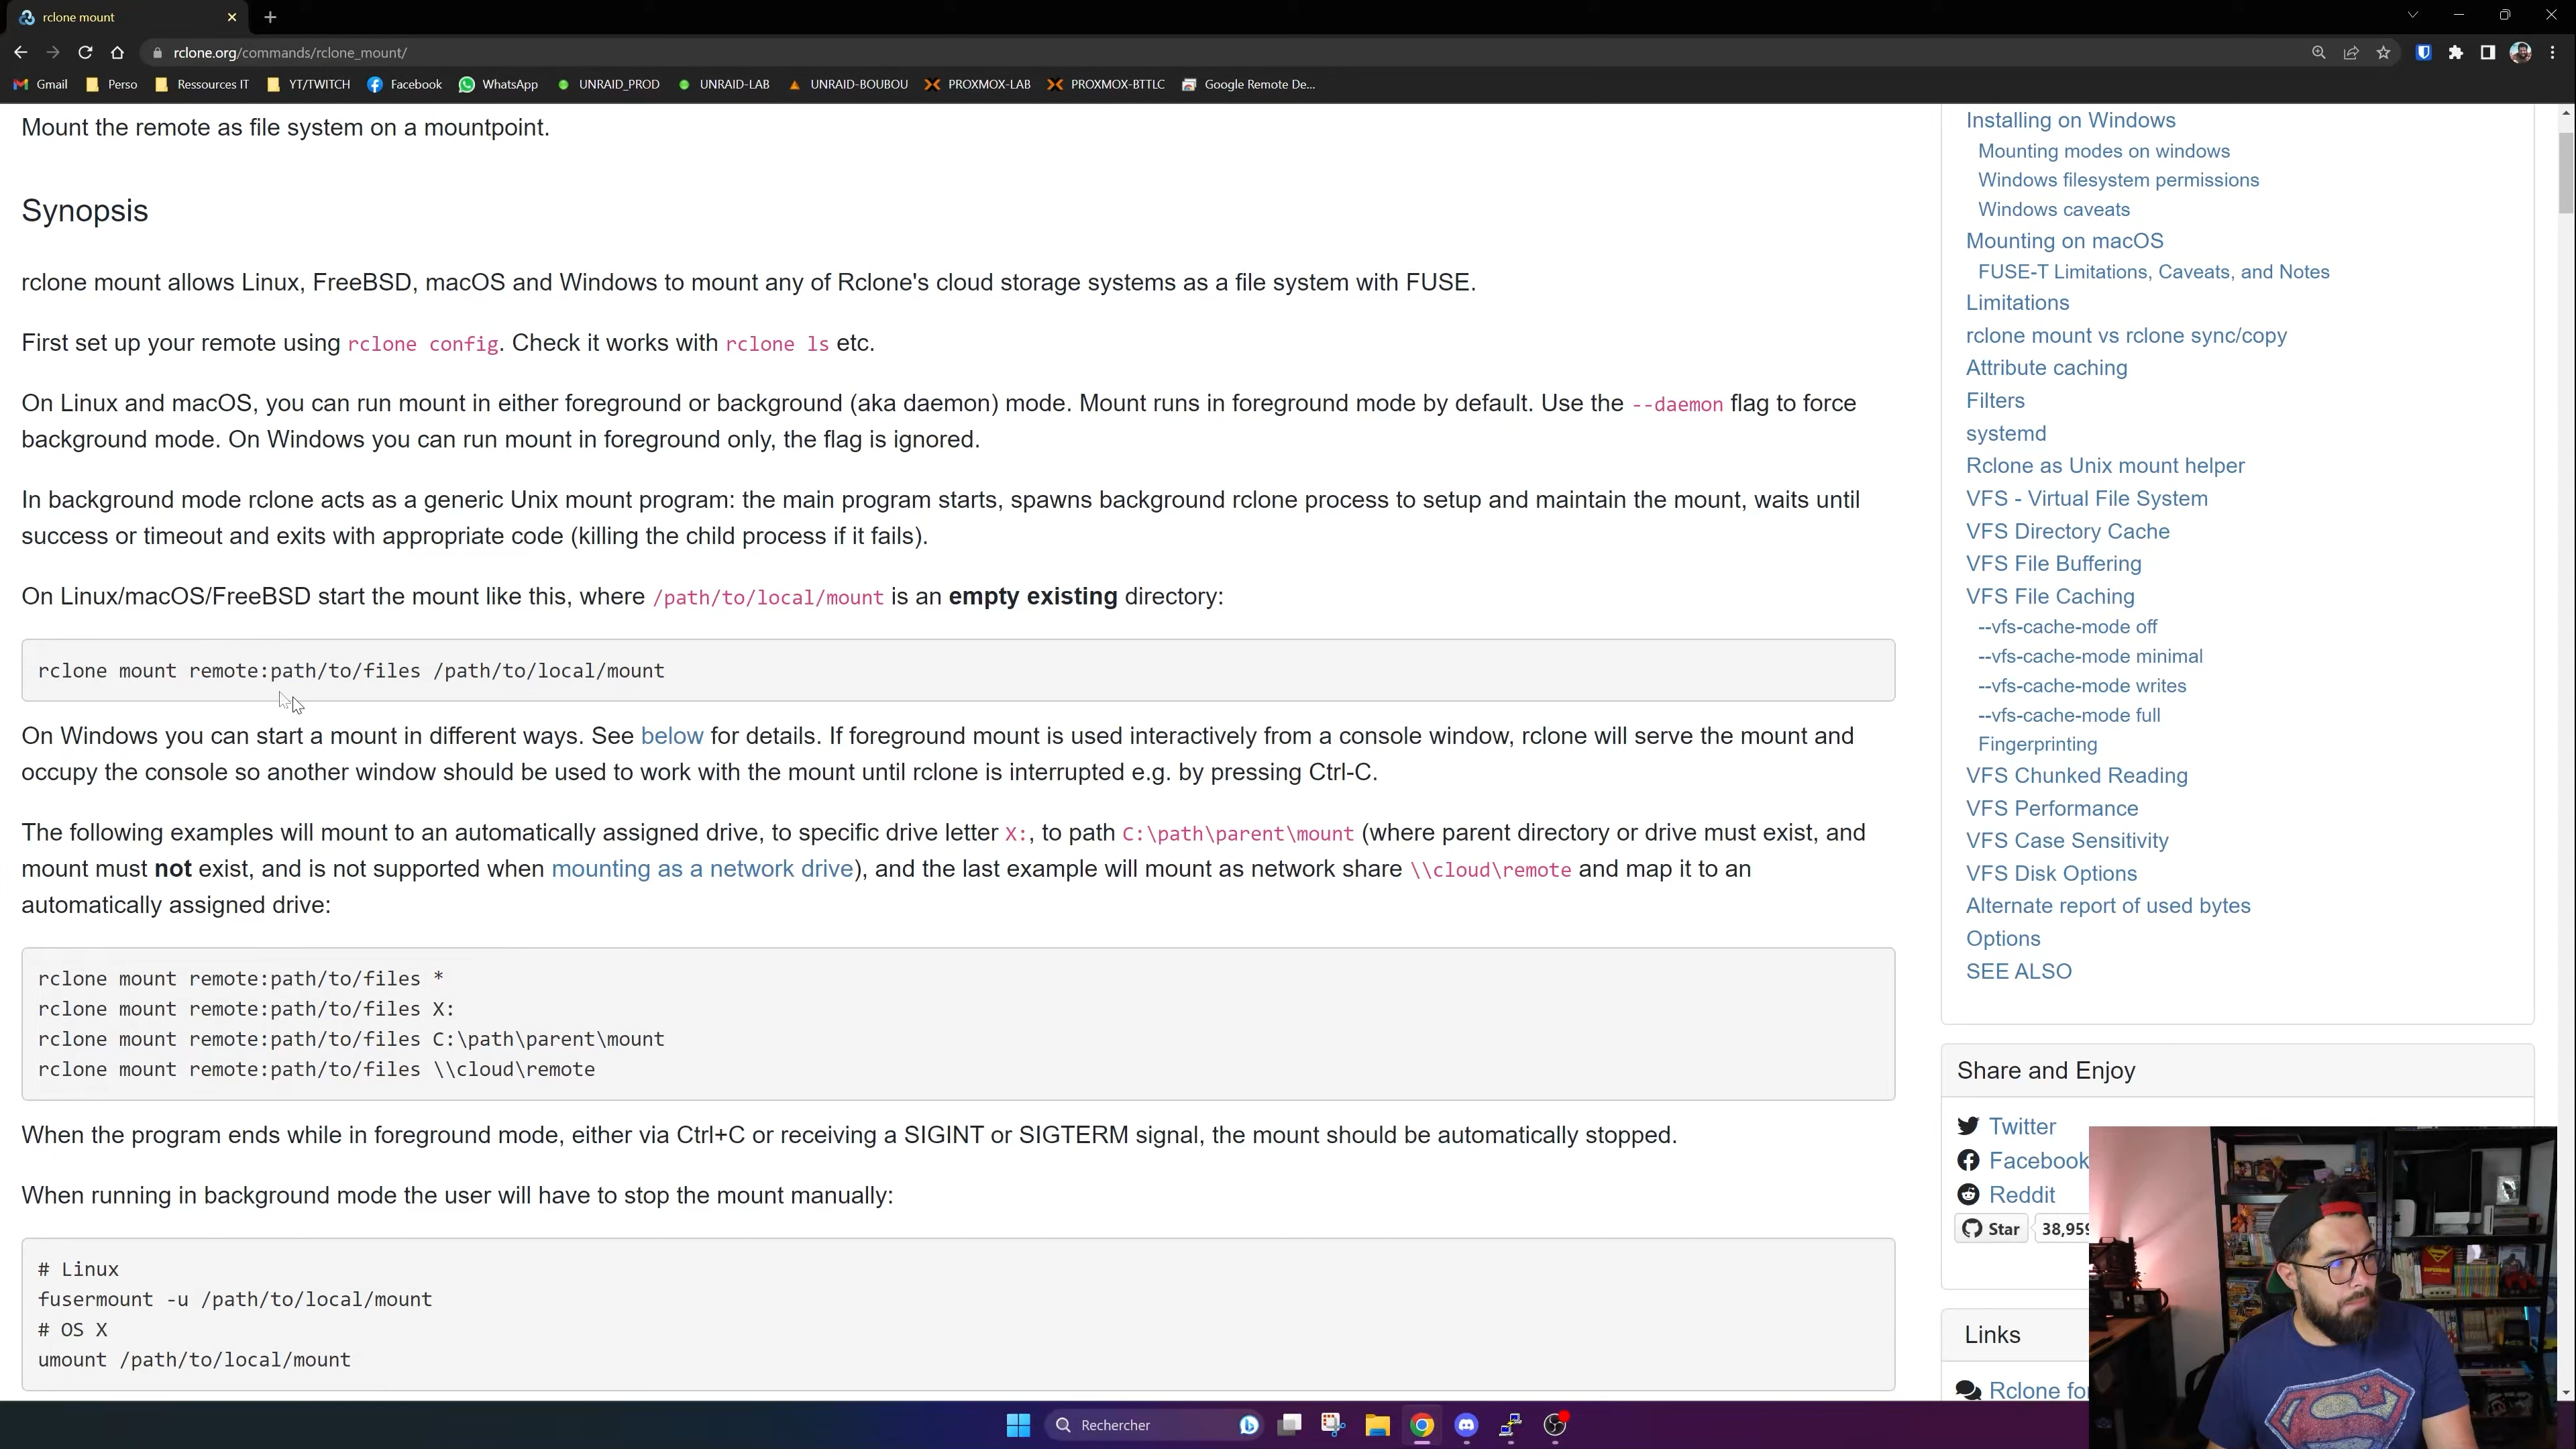 rclone mount
rclone.org/commands/rclone_mount/
Gmail Perso Ressources IT YT/TWITCH Facebook WhatsApp UNRAID_PROD UNRAID-LAB UNRAID-BOUBOU PROXMOX-LAB PROXMOX-BTTLC Google Remote De...
Mount the remote as file system on a mountpoint.
Synopsis
rclone mount allows Linux, FreeBSD, macOS and Windows to mount any of Rclone's cloud storage systems as a file system with FUSE.
First set up your remote using rclone config. Check it works with rclone ls etc.
On Linux and macOS, you can run mount in either foreground or background (aka daemon) mode. Mount runs in foreground mode by default. Use the --daemon flag to force
background mode. On Windows you can run mount in foreground only, the flag is ignored.
In background mode rclone acts as a generic Unix mount program: the main program starts, spawns background rclone process to setup and maintain the mount, waits until
success or timeout and exits with appropriate code (killing the child process if it fails).
On Linux/macOS/FreeBSD start the mount like this, where /path/to/local/mount is an empty existing directory:
rclone mount remote:path/to/files /path/to/local/mount
On Windows you can start a mount in different ways. See below for details. If foreground mount is used interactively from a console window, rclone will serve the mount and
occupy the console so another window should be used to work with the mount until rclone is interrupted e.g. by pressing Ctrl-C.
The following examples will mount to an automatically assigned drive, to specific drive letter X:, to path C:\path\parent\mount (where parent directory or drive must exist, and
mount must not exist, and is not supported when mounting as a network drive), and the last example will mount as network share \\cloud\remote and map it to an
automatically assigned drive:
rclone mount remote:path/to/files *
rclone mount remote:path/to/files X:
rclone mount remote:path/to/files C:\path\parent\mount
rclone mount remote:path/to/files \\cloud\remote
When the program ends while in foreground mode, either via Ctrl+C or receiving a SIGINT or SIGTERM signal, the mount should be automatically stopped.
When running in background mode the user will have to stop the mount manually:
# Linux
fusermount -u /path/to/local/mount
# OS X
umount /path/to/local/mount
Installing on Windows
Mounting modes on windows
Windows filesystem permissions
Windows caveats
Mounting on macOS
FUSE-T Limitations, Caveats, and Notes
Limitations
rclone mount vs rclone sync/copy
Attribute caching
Filters
systemd
Rclone as Unix mount helper
VFS - Virtual File System
VFS Directory Cache
VFS File Buffering
VFS File Caching
--vfs-cache-mode off
--vfs-cache-mode minimal
--vfs-cache-mode writes
--vfs-cache-mode full
Fingerprinting
VFS Chunked Reading
VFS Performance
VFS Case Sensitivity
VFS Disk Options
Alternate report of used bytes
Options
SEE ALSO
Share and Enjoy
Twitter
Facebook
Reddit
Star 38,959
Links
Rclone fo
Rechercher